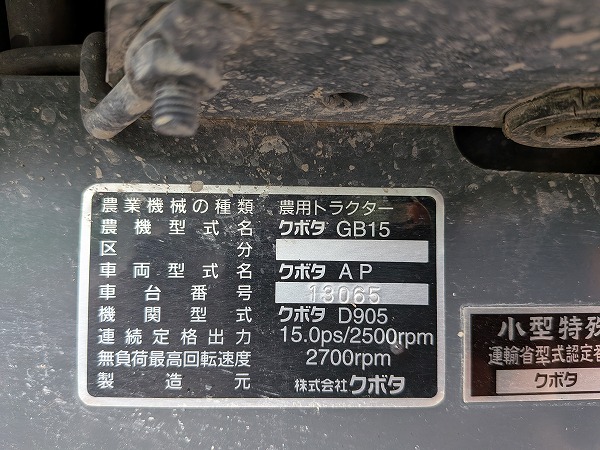 農業機械の種類 農用トラクター
農機型式名 クボタ GB15
区分
車両型式名 クボタ AP
車台番号 13065
機関型式 クボタ D905
連続定格出力 15.0ps/2500rpm
無負荷最高回転速度 2700rpm
製造元 株式会社クボタ
小型特殊
運輸省型式認定番
クボタ